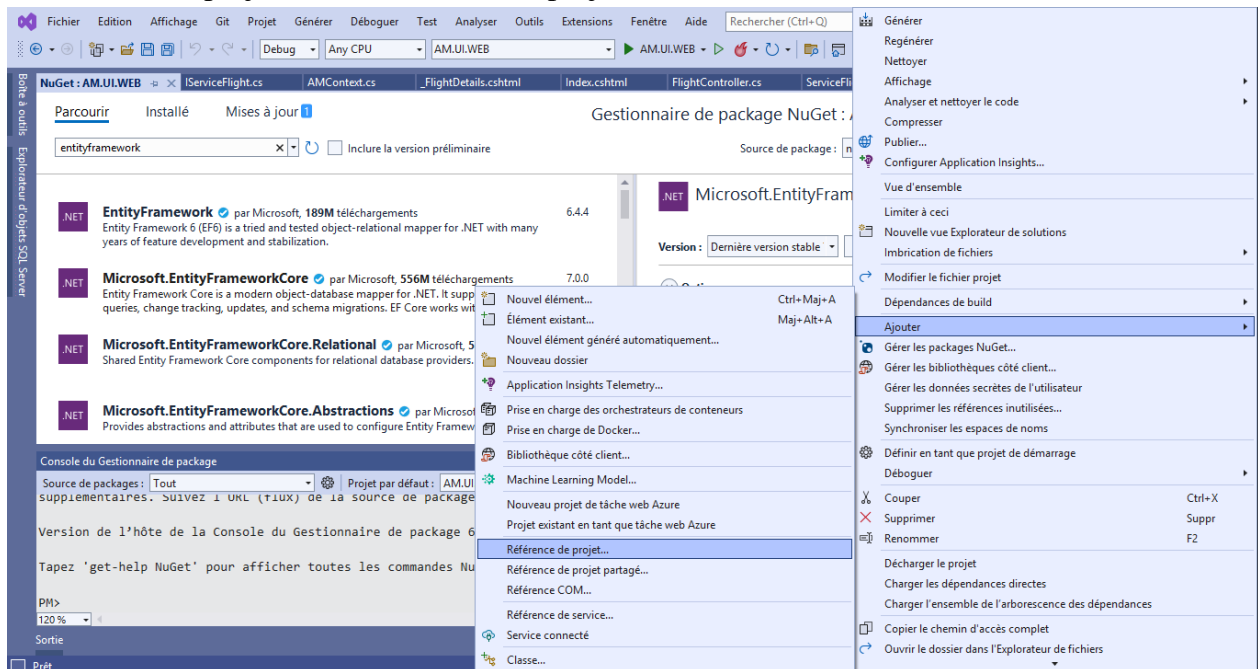 Fichier Edition Affichage Git Projet Générer Déboguer Test Analyser Outils Extensions Fenêtre Aide Rechercher (Ctrl+Q)
Debug Any CPU AM.UI.WEB AM.UI.WEB
Boîte à outils
Explorateur d'objets SQL Server
NuGet : AM.UI.WEB IServiceFlight.cs AMContext.cs _FlightDetails.cshtml Index.cshtml FlightController.cs ServiceFli
Parcourir Installé Mises à jour 1
Gestionnaire de package NuGet :
entityframework
Inclure la version préliminaire
Source de package :
.NET
EntityFramework par Microsoft, 189M téléchargements
6.4.4
Entity Framework 6 (EF6) is a tried and tested object-relational mapper for .NET with many
years of feature development and stabilization.
.NET
Microsoft.EntityFrameworkCore par Microsoft, 556M téléchargements
7.0.0
Entity Framework Core is a modern object-database mapper for .NET. It supp
queries, change tracking, updates, and schema migrations. EF Core works wit
.NET
Microsoft.EntityFrameworkCore.Relational par Microsoft, 5
Shared Entity Framework Core components for relational database providers.
.NET
Microsoft.EntityFrameworkCore.Abstractions par Microsof
Provides abstractions and attributes that are used to configure Entity Framew
.NET
Microsoft.EntityFram
Version : Dernière version stable
Console du Gestionnaire de package
Source de packages : Tout Projet par défaut : AM.UI
supplémentaires. Suivez l'URL (flux) de la source de package
Version de l'hôte de la Console du Gestionnaire de package 6
Tapez 'get-help NuGet' pour afficher toutes les commandes Nu
PM>
120 %
Sortie
Prêt
Nouvel élément... Ctrl+Maj+A
Élément existant... Maj+Alt+A
Nouvel élément généré automatiquement...
Nouveau dossier
Application Insights Telemetry...
Prise en charge des orchestrateurs de conteneurs
Prise en charge de Docker...
Bibliothèque côté client...
Machine Learning Model...
Nouveau projet de tâche web Azure
Projet existant en tant que tâche web Azure
Référence de projet...
Référence de projet partagé...
Référence COM...
Référence de service...
Service connecté
Classe...
Générer
Regénérer
Nettoyer
Affichage
Analyser et nettoyer le code
Compresser
Publier...
Configurer Application Insights...
Vue d'ensemble
Limiter à ceci
Nouvelle vue Explorateur de solutions
Imbrication de fichiers
Modifier le fichier projet
Dépendances de build
Ajouter
Gérer les packages NuGet...
Gérer les bibliothèques côté client...
Gérer les données secrètes de l'utilisateur
Supprimer les références inutilisées...
Synchroniser les espaces de noms
Définir en tant que projet de démarrage
Déboguer
Couper Ctrl+X
Supprimer Suppr
Renommer F2
Décharger le projet
Charger les dépendances directes
Charger l'ensemble de l'arborescence des dépendances
Copier le chemin d'accès complet
Ouvrir le dossier dans l'Explorateur de fichiers